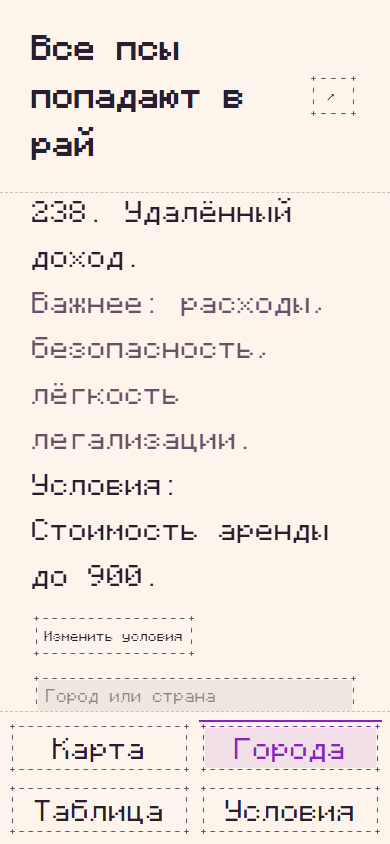 Все псы
попадают в
рай
↗
238. Удалённый
доход.
Важнее: расходы,
безопасность,
лёгкость
легализации.
Условия:
Стоимость аренды
до 900.
Изменить условия
Город или страна
Карта
Города
Таблица
Условия